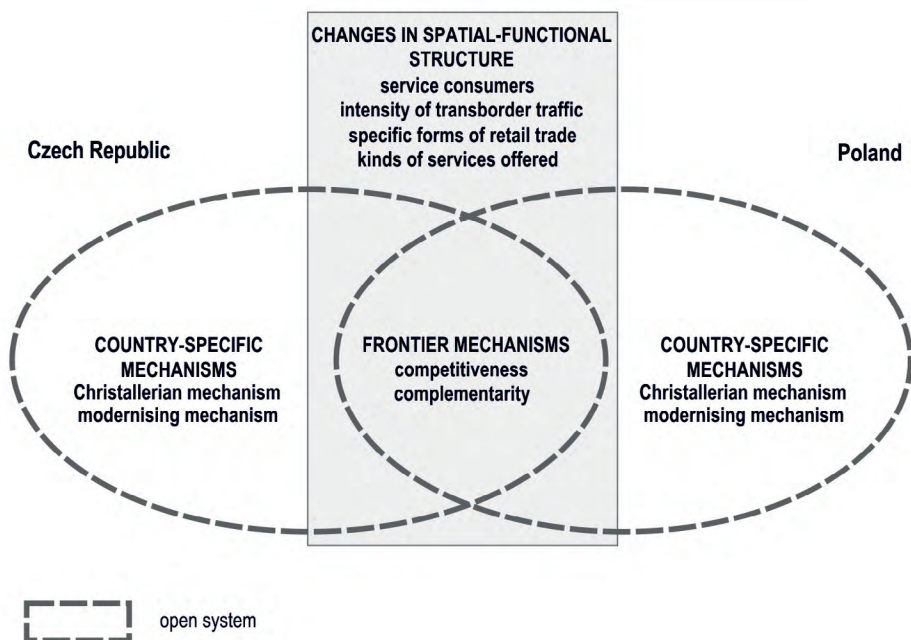 CHANGES IN SPATIAL-FUNCTIONAL
STRUCTURE
service consumers
intensity of transborder traffic
specific forms of retail trade
kinds of services offered
Czech Republic
Poland
COUNTRY-SPECIFIC
MECHANISMS
Christallerian mechanism
modernising mechanism
FRONTIER MECHANISMS
competitiveness
complementarity
COUNTRY-SPECIFIC
MECHANISMS
Christallerian mechanism
modernising mechanism
open system